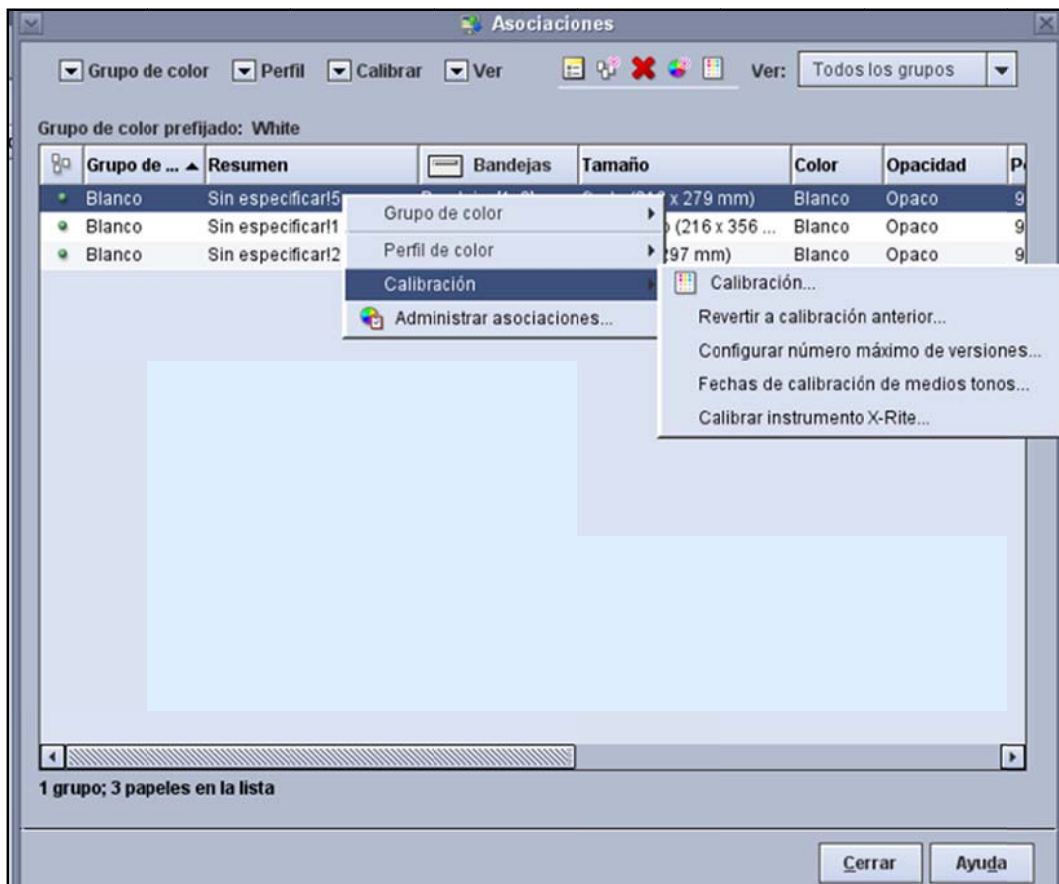 Asociaciones
Grupo de color Perfil Calibrar Ver Ver: Todos los grupos
Grupo de color prefijado: White
Grupo de ... Resumen Bandejas Tamaño Color Opacidad
Blanco Sin especificar!5 x 279 mm) Blanco Opaco 9
Blanco Sin especificar!1 (216 x 356 ... Blanco Opaco 9
Blanco Sin especificar!2 297 mm) Blanco Opaco 9
Grupo de color
Perfil de color
Calibración
Administrar asociaciones...
Calibración...
Revertir a calibración anterior...
Configurar número máximo de versiones...
Fechas de calibración de medios tonos...
Calibrar instrumento X-Rite...
1 grupo; 3 papeles en la lista
Cerrar Ayuda